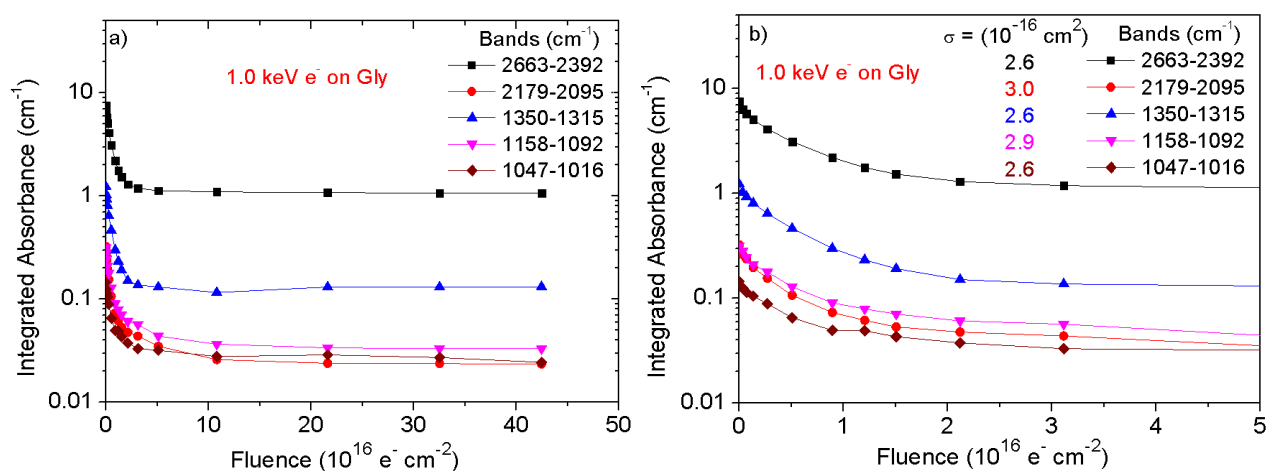 a)
Bands (cm⁻¹)
1.0 keV e⁻ on Gly
2663-2392
2179-2095
1350-1315
1158-1092
1047-1016
Integrated Absorbance (cm⁻¹)
10
1
0.1
0.01
0 10 20 30 40 50
Fluence (10¹⁶ e⁻ cm⁻²)
b)
σ = (10⁻¹⁶ cm²) Bands (cm⁻¹)
1.0 keV e⁻ on Gly
2.6 2663-2392
3.0 2179-2095
2.6 1350-1315
2.9 1158-1092
2.6 1047-1016
Integrated Absorbance (cm⁻¹)
10
1
0.1
0.01
0 1 2 3 4 5
Fluence (10¹⁶ e⁻ cm⁻²)